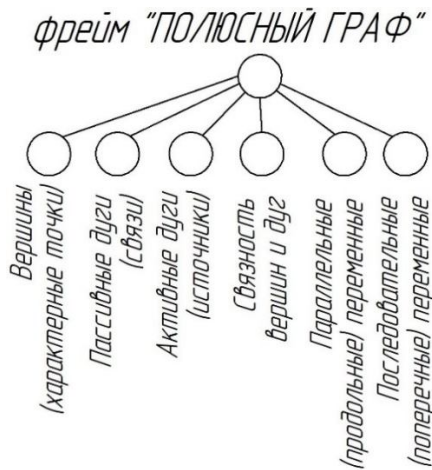 фрейм "ПОЛЮСНЫЙ ГРАФ"
Вершины
(характерные точки)
Пассивные дуги
(связи)
Активные дуги
(источники)
Связность
вершин и дуг
Параллельные
(продольные) переменные
Последовательные
(поперечные) переменные